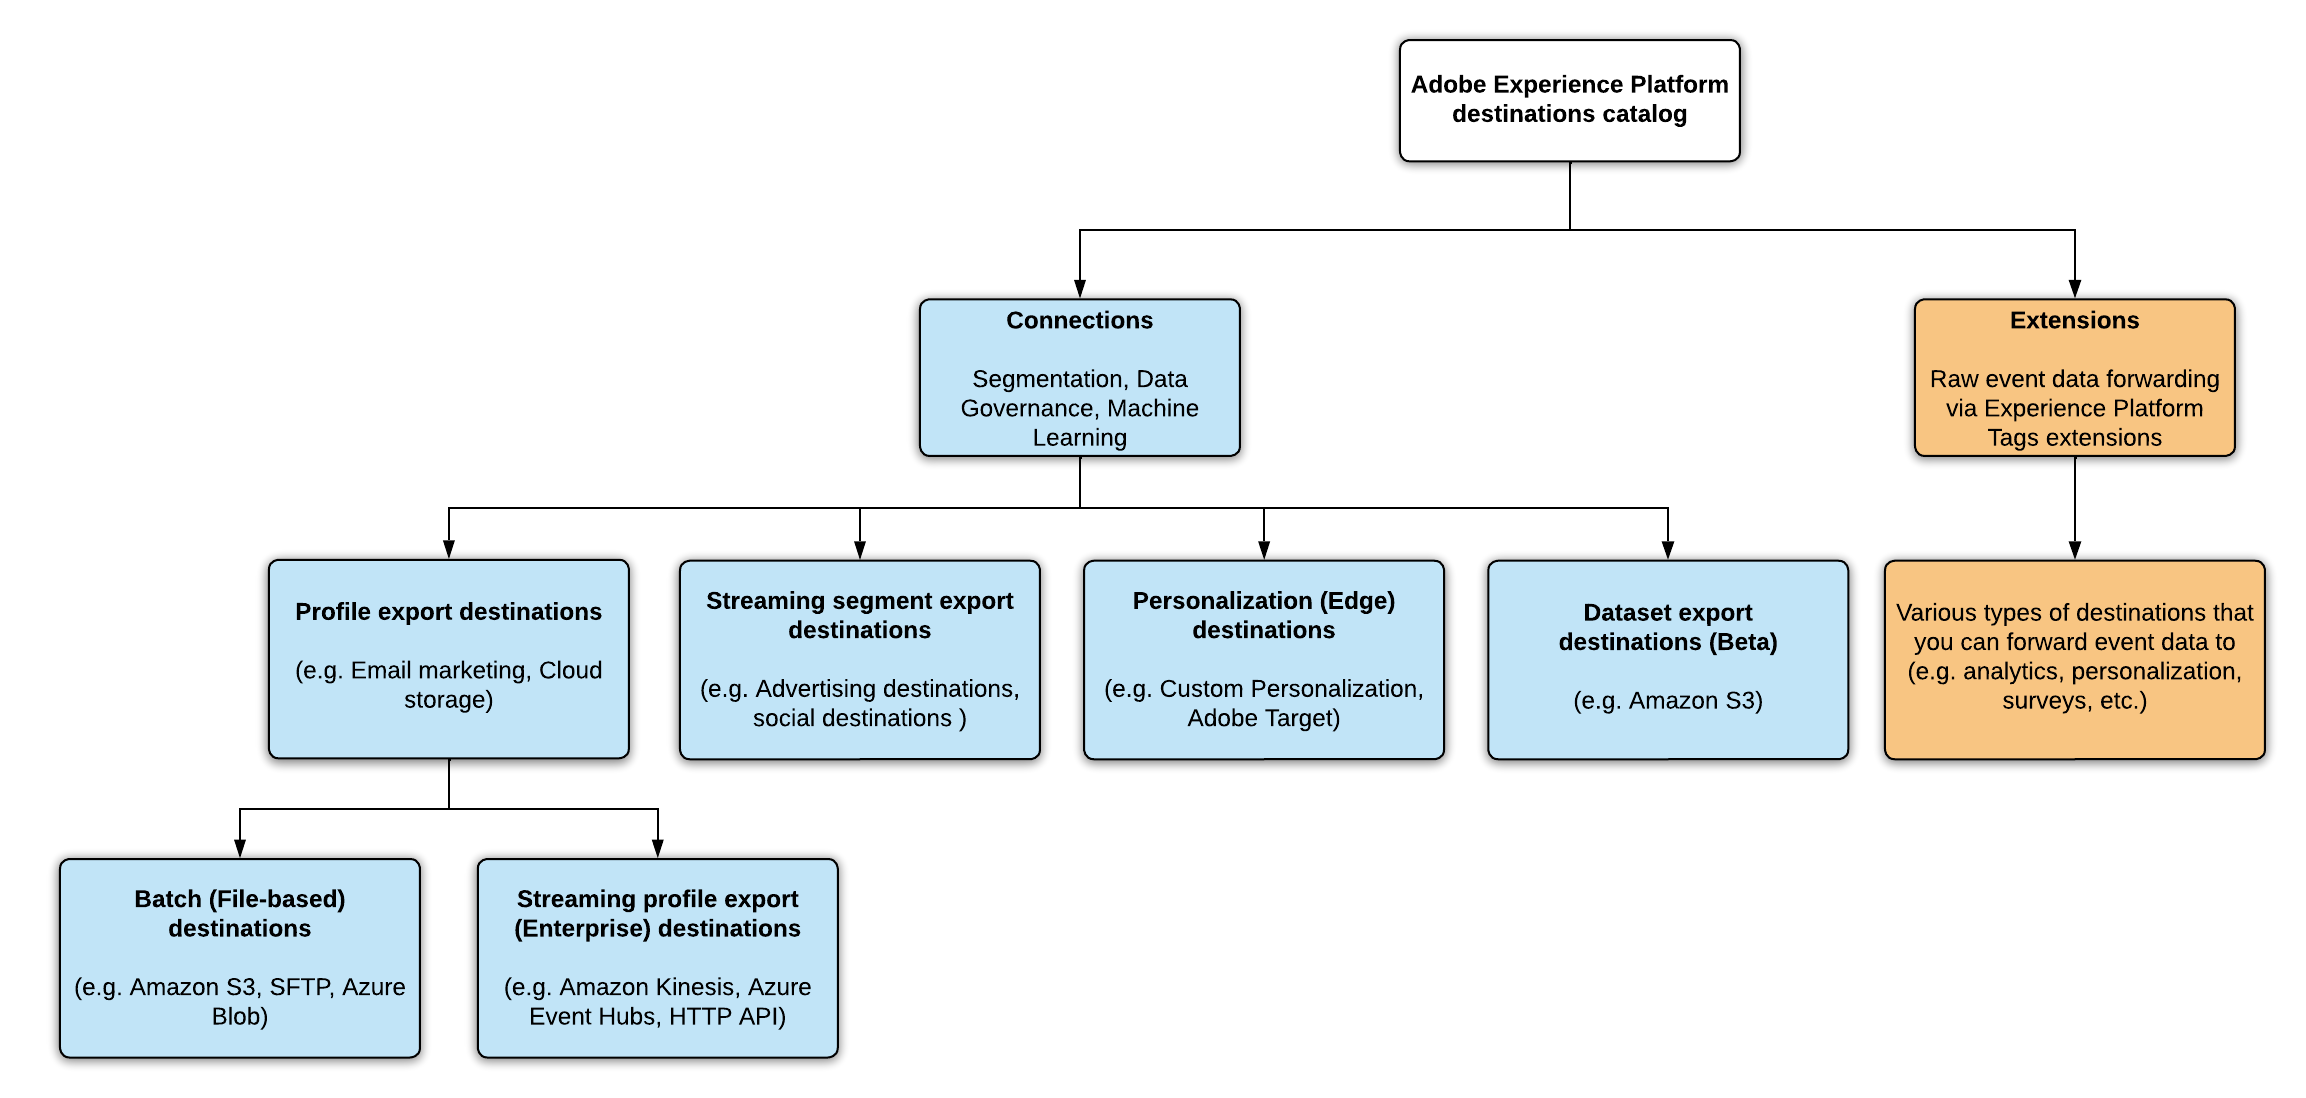 Adobe Experience Platform
destinations catalog
Connections
Segmentation, Data
Governance, Machine
Learning
Extensions
Raw event data forwarding
via Experience Platform
Tags extensions
Profile export destinations
(e.g. Email marketing, Cloud
storage)
Streaming segment export
destinations
(e.g. Advertising destinations,
social destinations )
Personalization (Edge)
destinations
(e.g. Custom Personalization,
Adobe Target)
Dataset export
destinations (Beta)
(e.g. Amazon S3)
Various types of destinations that
you can forward event data to
(e.g. analytics, personalization,
surveys, etc.)
Batch (File-based)
destinations
(e.g. Amazon S3, SFTP, Azure
Blob)
Streaming profile export
(Enterprise) destinations
(e.g. Amazon Kinesis, Azure
Event Hubs, HTTP API)